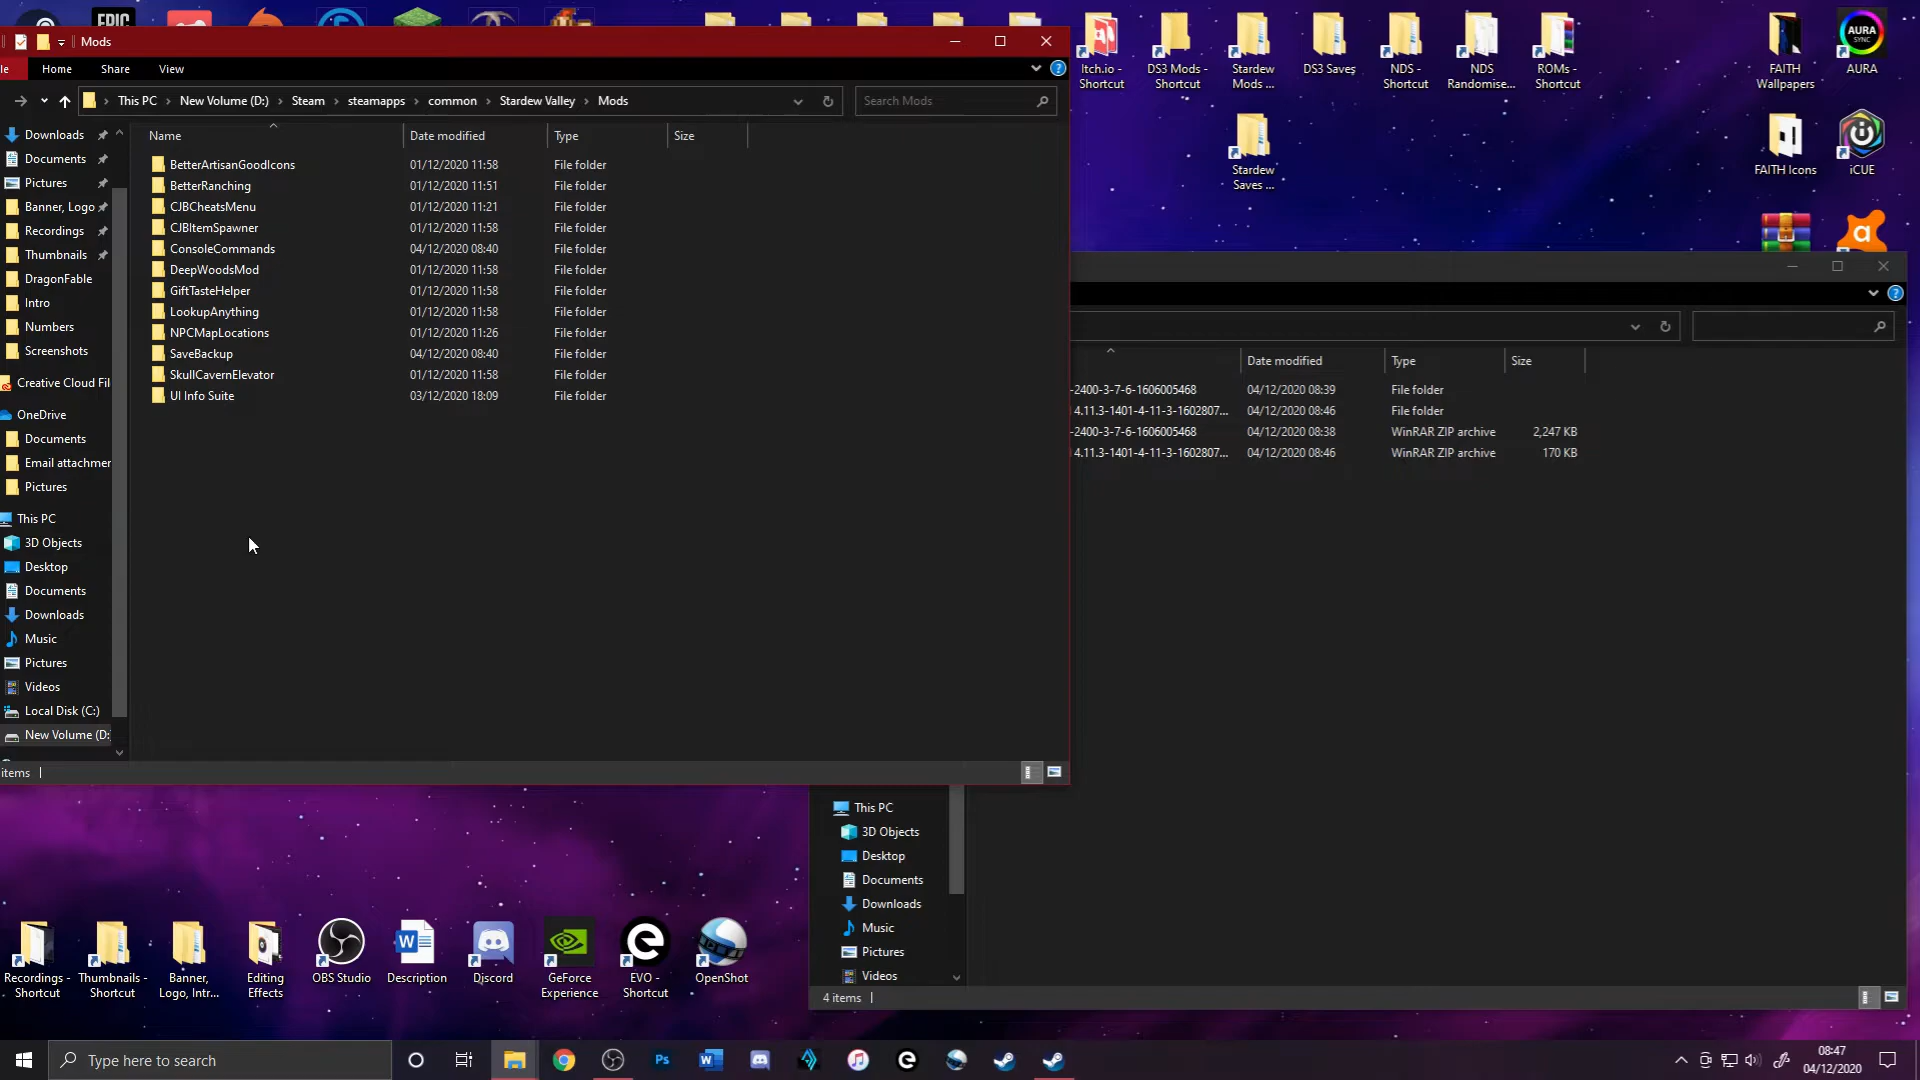 EPIC
Mods
le
Home
Share
View
This PC
New Volume (D:)
Steam
steamapps
common
Stardew Valley
Mods
Search Mods
Name
Date modified
Type
Size
BetterArtisanGoodIcons 01/12/2020 11:58 File folder
BetterRanching 01/12/2020 11:51 File folder
CJBCheatsMenu 01/12/2020 11:21 File folder
CJBItemSpawner 01/12/2020 11:58 File folder
ConsoleCommands 04/12/2020 08:40 File folder
DeepWoodsMod 01/12/2020 11:58 File folder
GiftTasteHelper 01/12/2020 11:58 File folder
LookupAnything 01/12/2020 11:58 File folder
NPCMapLocations 01/12/2020 11:26 File folder
SaveBackup 04/12/2020 08:40 File folder
SkullCavernElevator 01/12/2020 11:58 File folder
UI Info Suite 03/12/2020 18:09 File folder
Downloads
Documents
Pictures
Banner, Logo
Recordings
Thumbnails
DragonFable
Intro
Numbers
Screenshots
Creative Cloud Fil
OneDrive
Documents
Email attachmen
Pictures
This PC
3D Objects
Desktop
Documents
Downloads
Music
Pictures
Videos
Local Disk (C:)
New Volume (D:
items
Itch.io -
Shortcut
DS3 Mods -
Shortcut
Stardew
Mods ...
DS3 Saves
NDS -
Shortcut
NDS
Randomise...
ROMs -
Shortcut
FAITH
Wallpapers
AURA
SYNC
AURA
Stardew
Saves ...
FAITH Icons
iCUE
Date modified
Type
Size
-2400-3-7-6-1606005468 04/12/2020 08:39 File folder
4.11.3-1401-4-11-3-1602807... 04/12/2020 08:46 File folder
-2400-3-7-6-1606005468 04/12/2020 08:38 WinRAR ZIP archive 2,247 KB
4.11.3-1401-4-11-3-1602807... 04/12/2020 08:46 WinRAR ZIP archive 170 KB
This PC
3D Objects
Desktop
Documents
Downloads
Music
Pictures
Videos
4 items
Recordings -
Shortcut
Thumbnails -
Shortcut
Banner,
Logo, Intr...
Editing
Effects
OBS Studio
Description
Discord
GeForce
Experience
EVO -
Shortcut
OpenShot
Type here to search
Ps
08:47
04/12/2020